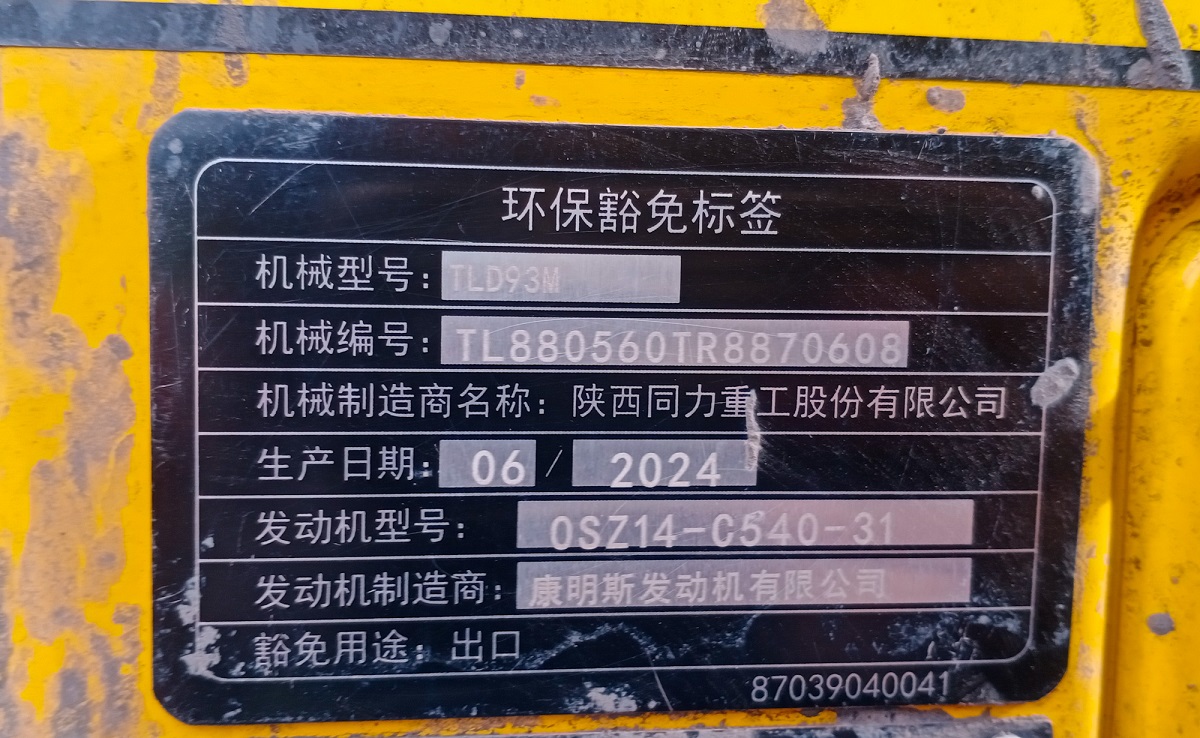 环保豁免标签
机械型号：TLD93M
机械编号：TL880560TR8870608
机械制造商名称：陕西同力重工股份有限公司
生产日期：06 / 2024
发动机型号：QSZ14-C540-31
发动机制造商：康明斯发动机有限公司
豁免用途：出口
87039040041